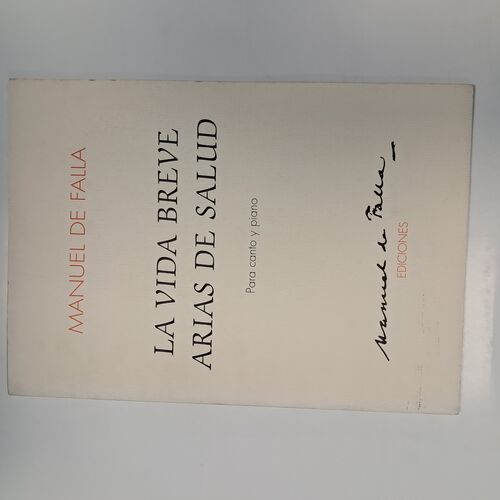 MANUEL DE FALLA
LA VIDA BREVE
ARIAS DE SALUD
Para canto y piano
Manuel de Falla
EDICIONES